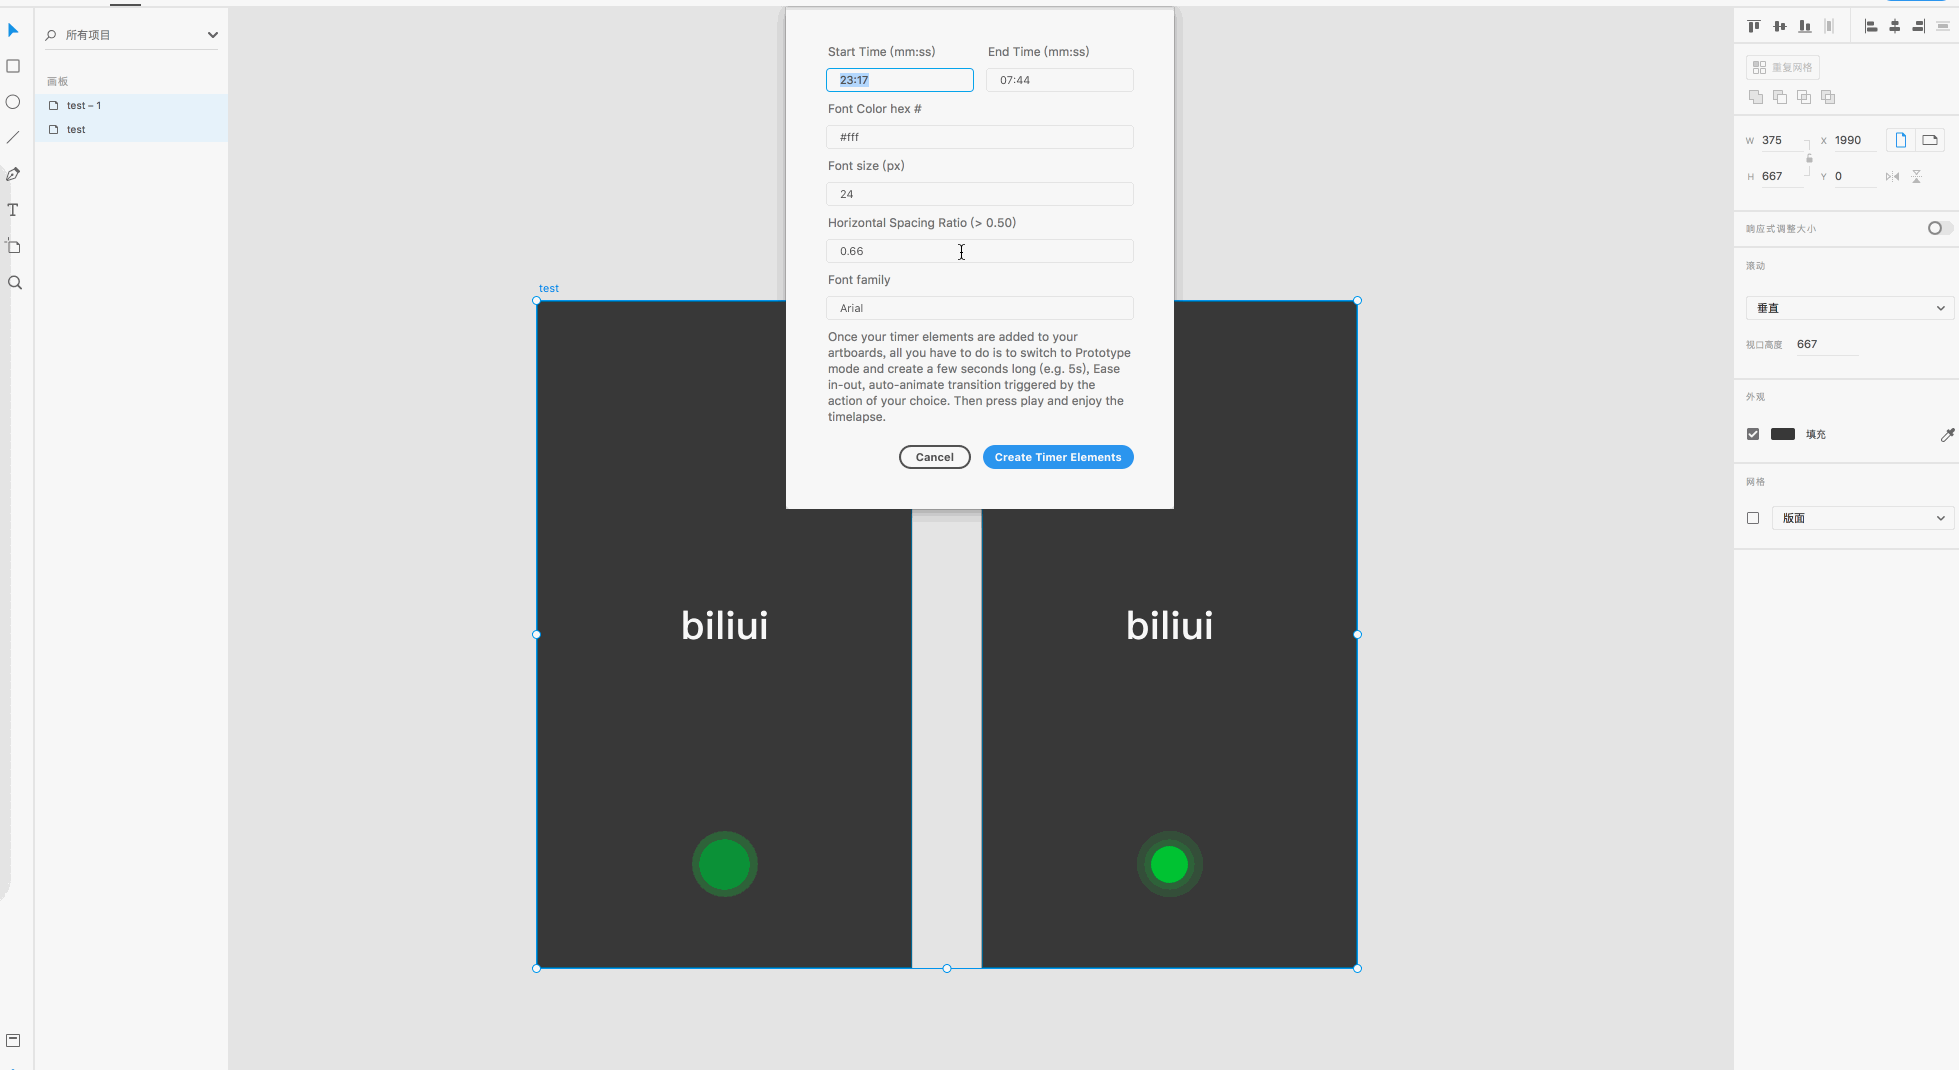 所有项目
画板
test – 1
test
T
test
Start Time (mm:ss)
End Time (mm:ss)
23:17
07:44
Font Color hex #
#fff
Font size (px)
24
Horizontal Spacing Ratio (> 0.50)
0.66
Font family
Arial
Once your timer elements are added to your
artboards, all you have to do is to switch to Prototype
mode and create a few seconds long (e.g. 5s), Ease
in-out, auto-animate transition triggered by the
action of your choice. Then press play and enjoy the
timelapse.
Cancel
Create Timer Elements
biliui
biliui
重复网格
W 375
X 1990
H 667
Y 0
响应式调整大小
滚动
垂直
视口高度 667
外观
填充
网格
版面